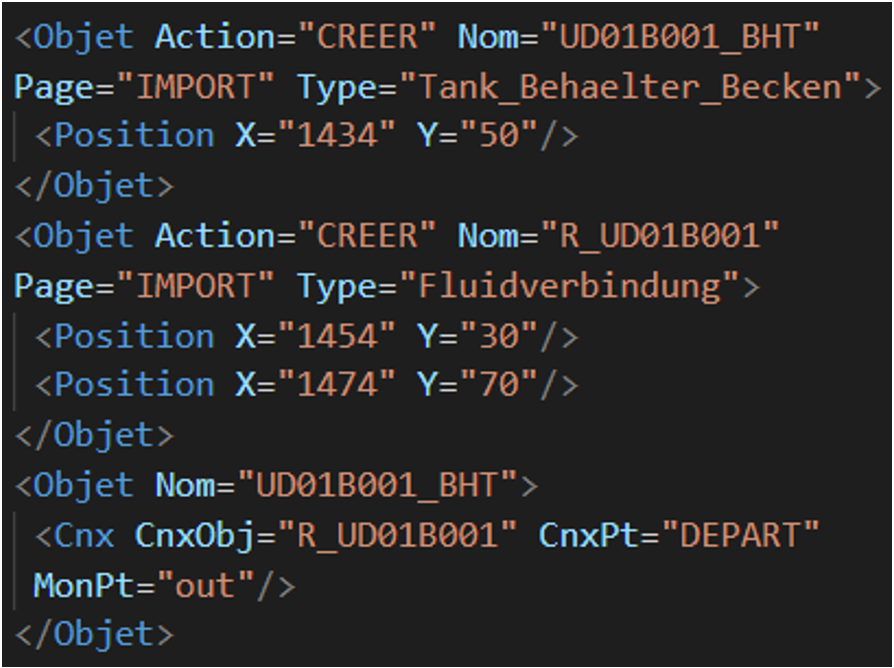 <Objet Action="CREER" Nom="UD01B001_BHT"
Page="IMPORT" Type="Tank_Behaelter_Becken">
<Position X="1434" Y="50"/>
</Objet>
<Objet Action="CREER" Nom="R_UD01B001"
Page="IMPORT" Type="Fluidverbindung">
<Position X="1454" Y="30"/>
<Position X="1474" Y="70"/>
</Objet>
<Objet Nom="UD01B001_BHT">
<Cnx CnxObj="R_UD01B001" CnxPt="DEPART"
MonPt="out"/>
</Objet>